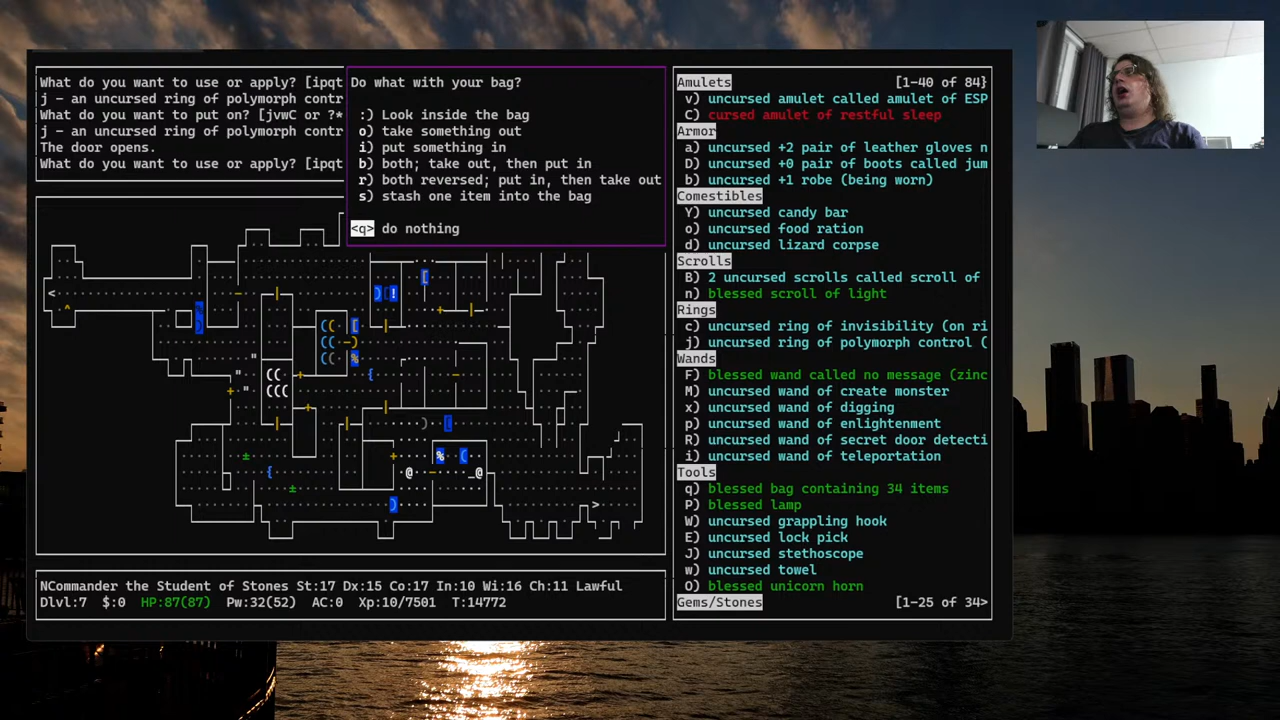 What do you want to use or apply? [ipqt
j - an uncursed ring of polymorph contr
What do you want to put on? [jvwC or ?*
j - an uncursed ring of polymorph contr
The door opens.
What do you want to use or apply? [ipqt
Do what with your bag?
:) Look inside the bag
o) take something out
i) put something in
b) both; take out, then put in
r) both reversed; put in, then take out
s) stash one item into the bag
<q> do nothing
Amulets [1-40 of 84}
v) uncursed amulet called amulet of ESP
C) cursed amulet of restful sleep
Armor
a) uncursed +2 pair of leather gloves n
D) uncursed +0 pair of boots called jum
b) uncursed +1 robe (being worn)
Comestibles
Y) uncursed candy bar
o) uncursed food ration
d) uncursed lizard corpse
Scrolls
B) 2 uncursed scrolls called scroll of
n) blessed scroll of light
Rings
c) uncursed ring of invisibility (on ri
j) uncursed ring of polymorph control (
Wands
F) blessed wand called no message (zinc
M) uncursed wand of create monster
x) uncursed wand of digging
p) uncursed wand of enlightenment
R) uncursed wand of secret door detecti
i) uncursed wand of teleportation
Tools
q) blessed bag containing 34 items
P) blessed lamp
W) uncursed grappling hook
E) uncursed lock pick
J) uncursed stethoscope
w) uncursed towel
O) blessed unicorn horn
Gems/Stones [1-25 of 34>
NCommander the Student of Stones St:17 Dx:15 Co:17 In:10 Wi:16 Ch:11 Lawful
Dlvl:7 $:0 HP:87(87) Pw:32(52) AC:0 Xp:10/7501 T:14772